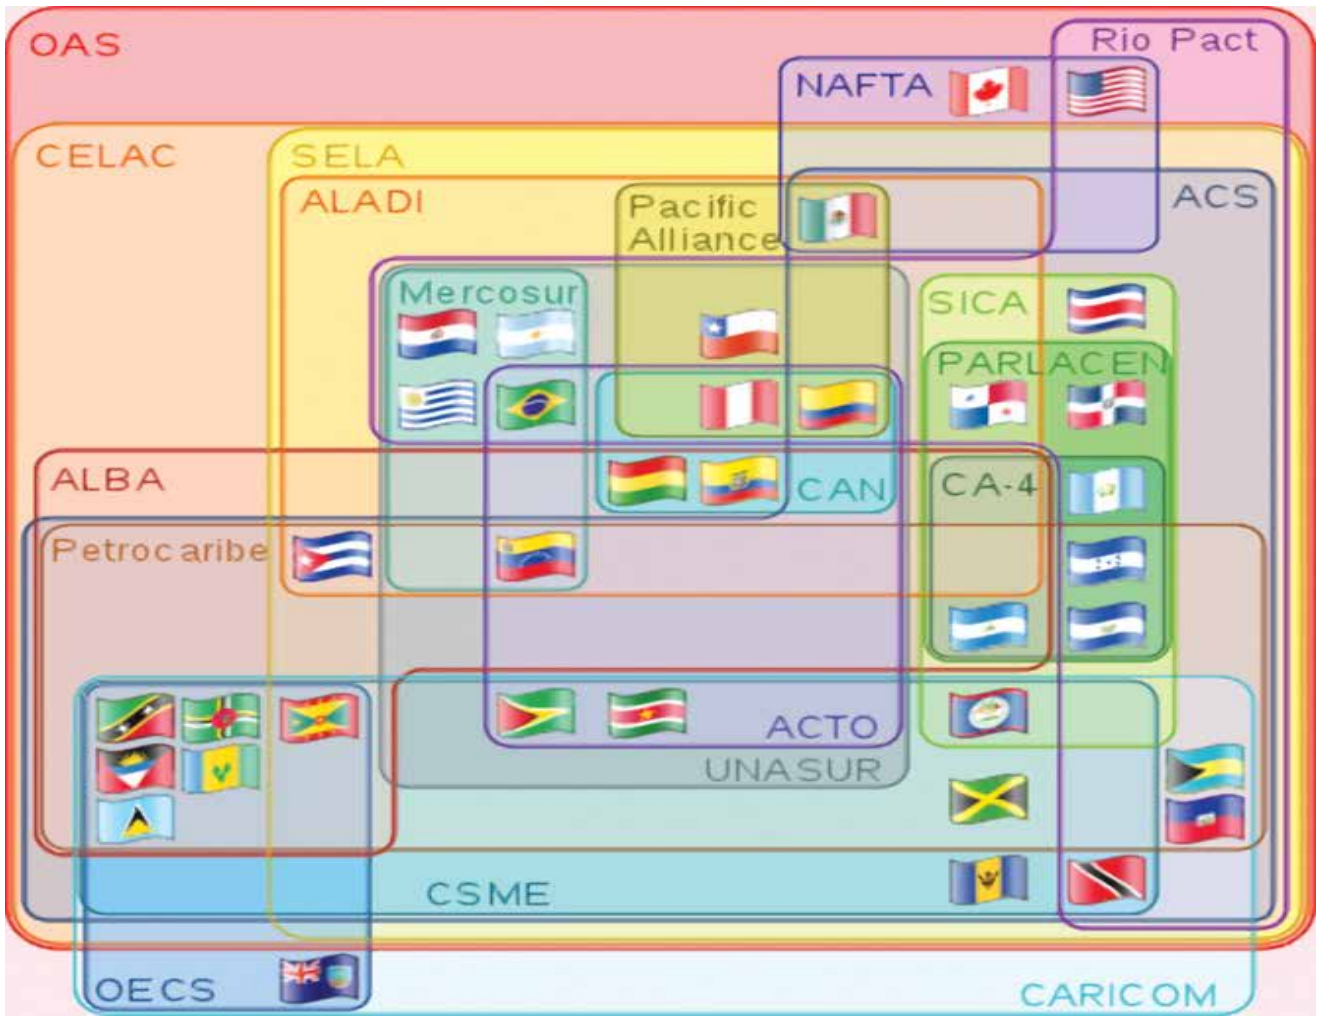 OAS
Rio Pact
NAFTA
CELAC
SELA
ALADI
Pacific
Alliance
ACS
Mercosur
SICA
PARLACEN
ALBA
CAN
CA-4
Petrocaribe
ACTO
UNASUR
CSME
OECS
CARICOM